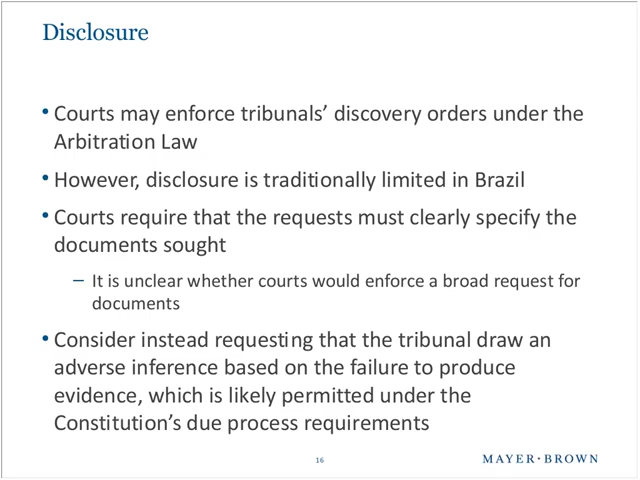 Disclosure
• Courts may enforce tribunals’ discovery orders under the
Arbitration Law
• However, disclosure is traditionally limited in Brazil
• Courts require that the requests must clearly specify the
documents sought
– It is unclear whether courts would enforce a broad request for
documents
• Consider instead requesting that the tribunal draw an
adverse inference based on the failure to produce
evidence, which is likely permitted under the
Constitution’s due process requirements
16
MAYER•BROWN